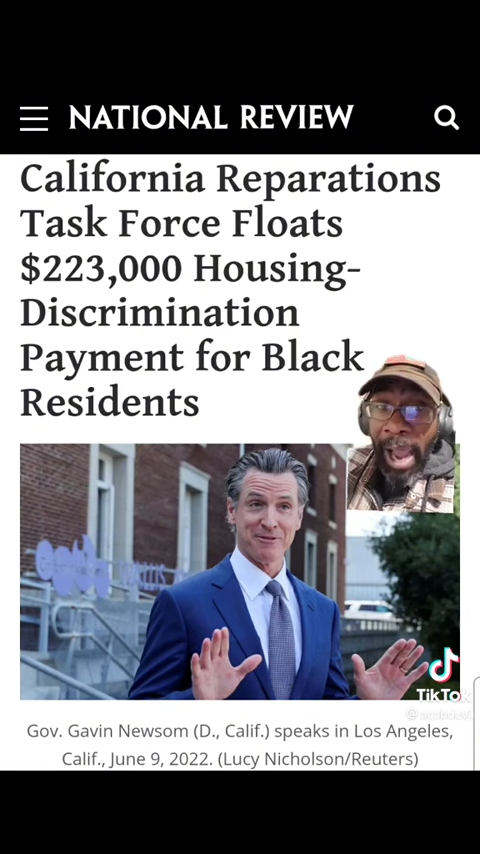 NATIONAL REVIEW
California Reparations
Task Force Floats
$223,000 Housing-
Discrimination
Payment for Black
Residents
TikTok
Gov. Gavin Newsom (D., Calif.) speaks in Los Angeles,
Calif., June 9, 2022. (Lucy Nicholson/Reuters)